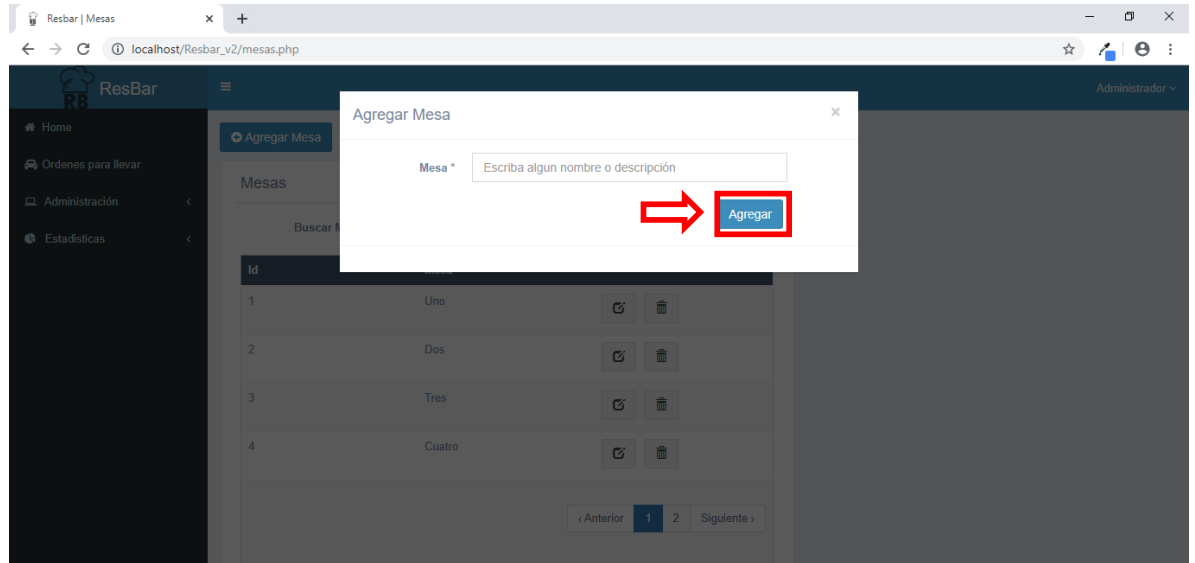 Resbar | Mesas
localhost/Resbar_v2/mesas.php
RB ResBar
Administrador
Home
Ordenes para llevar
Administración
Estadisticas
Agregar Mesa
Mesas
Buscar
Agregar Mesa ×
Mesa * Escriba algun nombre o descripción
Agregar
Id
1 Uno
2 Dos
3 Tres
4 Cuatro
‹ Anterior 1 2 Siguiente ›